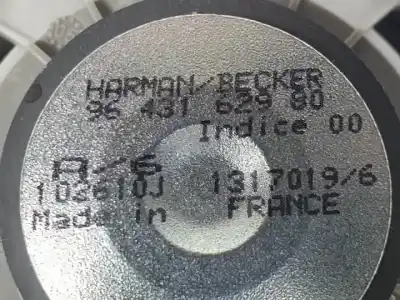 HARMAN/BECKER
96 431 629 80
Indice 00
A/6
102610J 1317019/6
Made in FRANCE